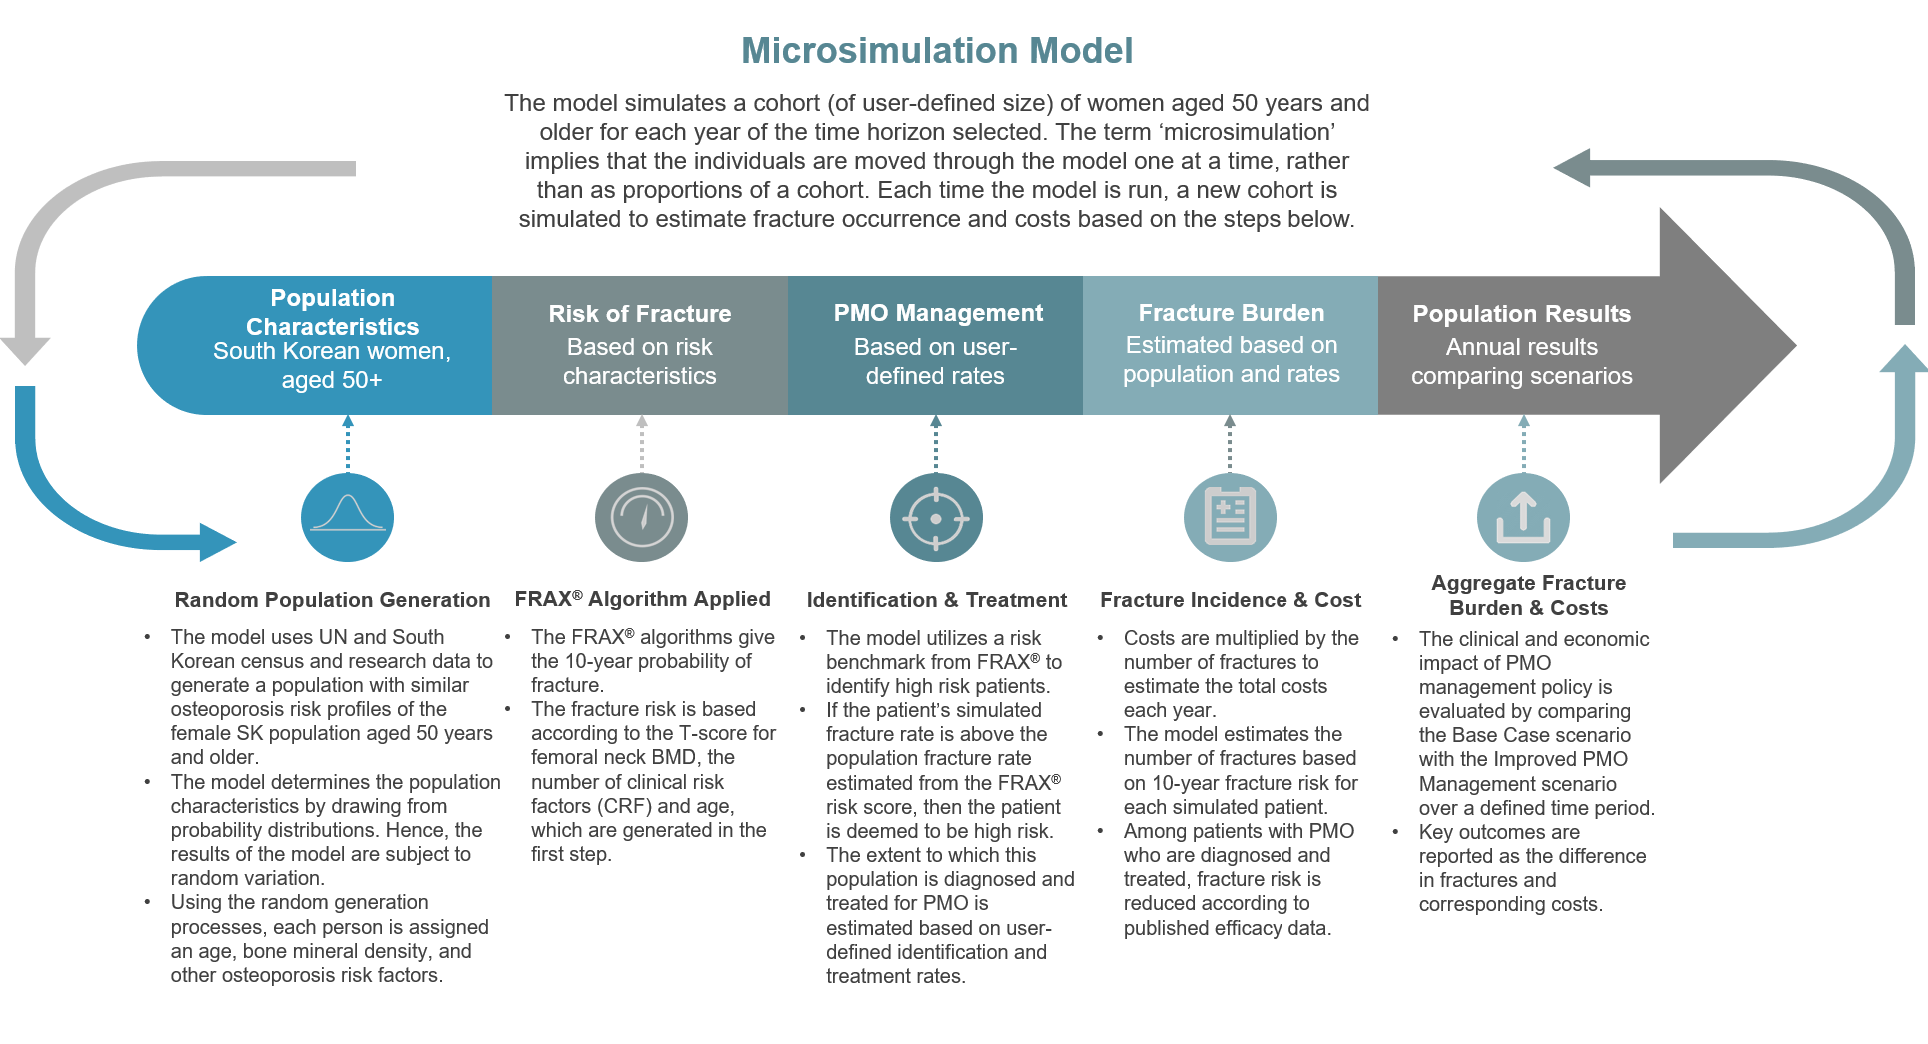 Microsimulation Model
The model simulates a cohort (of user-defined size) of women aged 50 years and
older for each year of the time horizon selected. The term ‘microsimulation’
implies that the individuals are moved through the model one at a time, rather
than as proportions of a cohort. Each time the model is run, a new cohort is
simulated to estimate fracture occurrence and costs based on the steps below.
Population
Characteristics
South Korean women,
aged 50+
Risk of Fracture
Based on risk
characteristics
PMO Management
Based on user-
defined rates
Fracture Burden
Estimated based on
population and rates
Population Results
Annual results
comparing scenarios
Random Population Generation
• The model uses UN and South
Korean census and research data to
generate a population with similar
osteoporosis risk profiles of the
female SK population aged 50 years
and older.
• The model determines the population
characteristics by drawing from
probability distributions. Hence, the
results of the model are subject to
random variation.
• Using the random generation
processes, each person is assigned
an age, bone mineral density, and
other osteoporosis risk factors.
FRAX® Algorithm Applied
• The FRAX® algorithms give
the 10-year probability of
fracture.
• The fracture risk is based
according to the T-score for
femoral neck BMD, the
number of clinical risk
factors (CRF) and age,
which are generated in the
first step.
Identification & Treatment
• The model utilizes a risk
benchmark from FRAX® to
identify high risk patients.
• If the patient’s simulated
fracture rate is above the
population fracture rate
estimated from the FRAX®
risk score, then the patient
is deemed to be high risk.
• The extent to which this
population is diagnosed and
treated for PMO is
estimated based on user-
defined identification and
treatment rates.
Fracture Incidence & Cost
• Costs are multiplied by the
number of fractures to
estimate the total costs
each year.
• The model estimates the
number of fractures based
on 10-year fracture risk for
each simulated patient.
• Among patients with PMO
who are diagnosed and
treated, fracture risk is
reduced according to
published efficacy data.
Aggregate Fracture
Burden & Costs
• The clinical and economic
impact of PMO
management policy is
evaluated by comparing
the Base Case scenario
with the Improved PMO
Management scenario
over a defined time period.
• Key outcomes are
reported as the difference
in fractures and
corresponding costs.